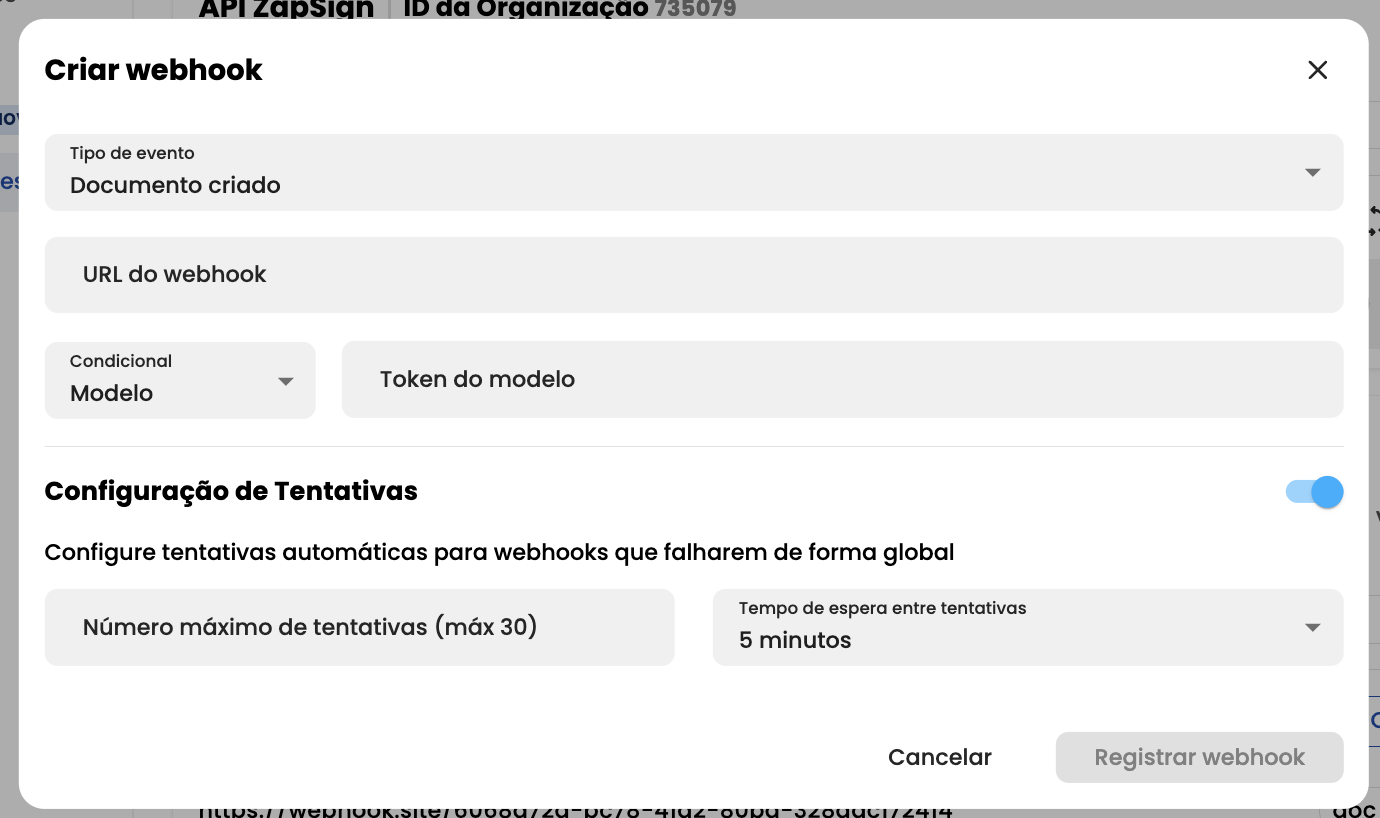 API ZapSign ID da Organização 735079
Criar webhook
Tipo de evento
Documento criado
URL do webhook
Condicional
Modelo
Token do modelo
Configuração de Tentativas
Configure tentativas automáticas para webhooks que falharem de forma global
Número máximo de tentativas (máx 30)
Tempo de espera entre tentativas
5 minutos
Cancelar
Registrar webhook